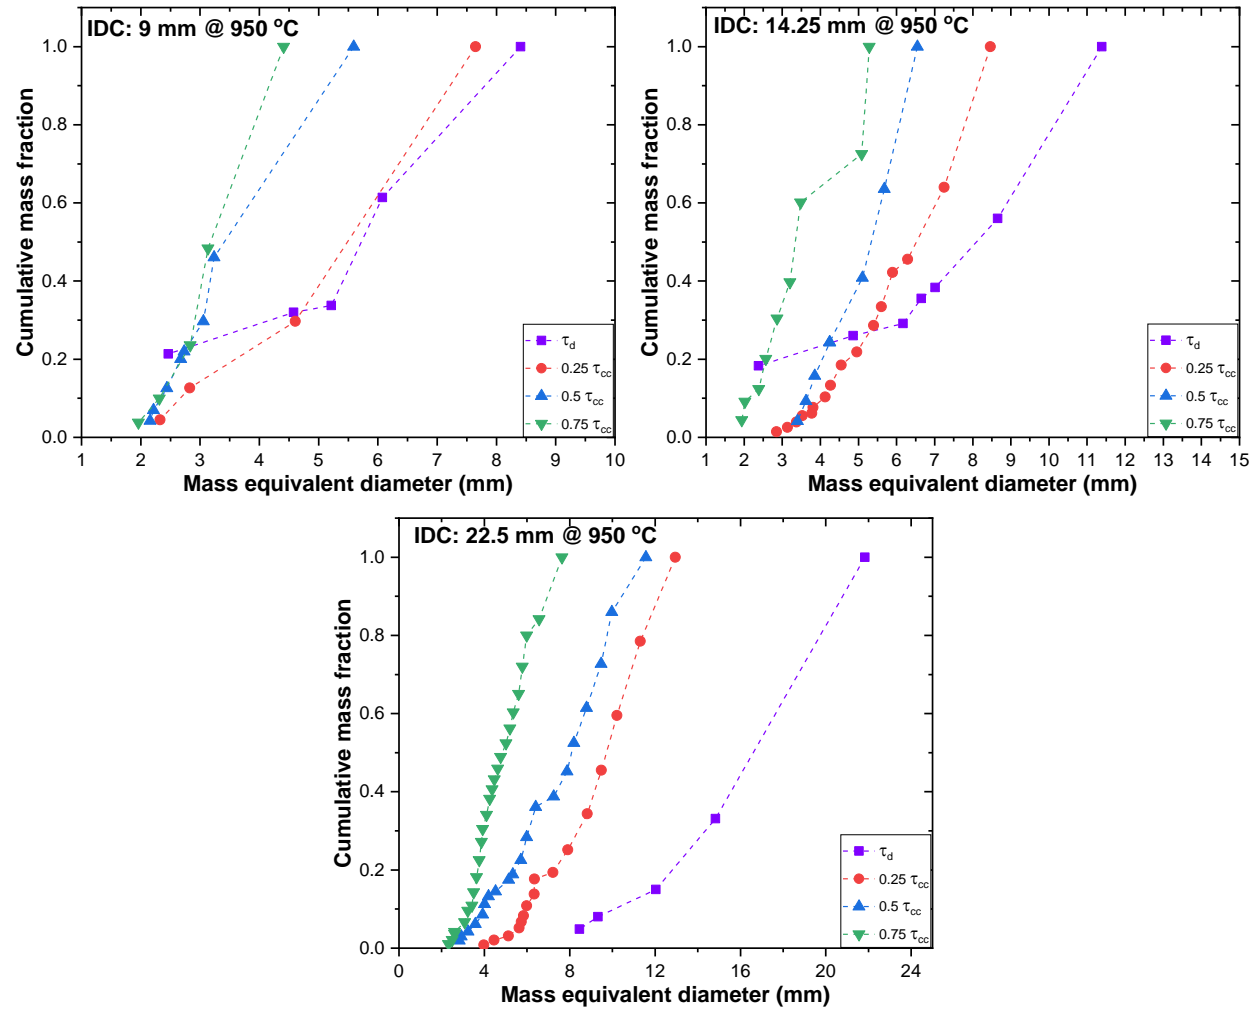 IDC: 9 mm @ 950 °C
Cumulative mass fraction
1.0
0.8
0.6
0.4
0.2
0.0
1 2 3 4 5 6 7 8 9 10
Mass equivalent diameter (mm)
τd
0.25 τcc
0.5 τcc
0.75 τcc
IDC: 14.25 mm @ 950 °C
Cumulative mass fraction
1.0
0.8
0.6
0.4
0.2
0.0
1 2 3 4 5 6 7 8 9 10 11 12 13 14 15
Mass equivalent diameter (mm)
τd
0.25 τcc
0.5 τcc
0.75 τcc
IDC: 22.5 mm @ 950 °C
Cumulative mass fraction
1.0
0.8
0.6
0.4
0.2
0.0
0 4 8 12 16 20 24
Mass equivalent diameter (mm)
τd
0.25 τcc
0.5 τcc
0.75 τcc